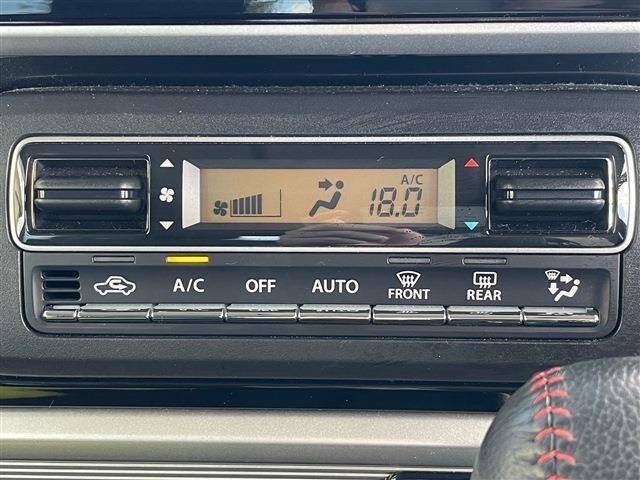 A/C
18.0
A/C OFF AUTO FRONT REAR